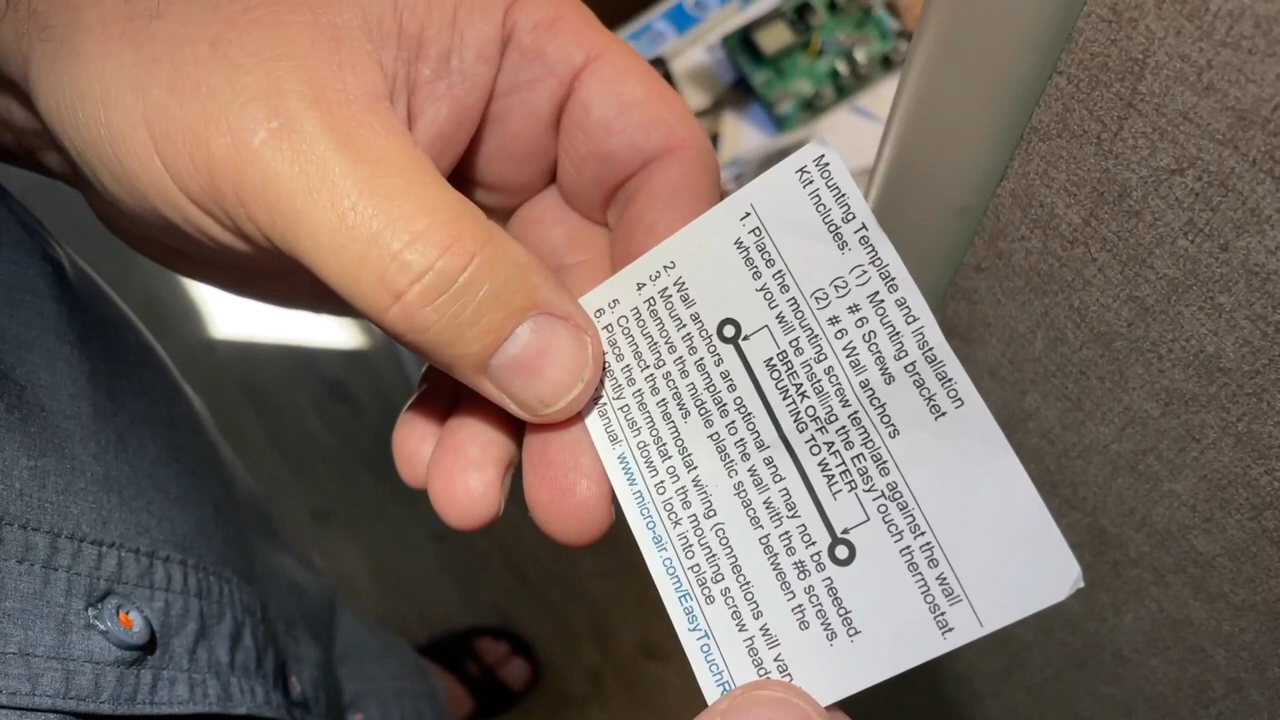 Mounting Template and Installation
Kit Includes: (1) Mounting bracket
(2) #6 Screws
(2) #6 Wall anchors
1. Place the mounting screw template against the wall
where you will be installing the EasyTouch thermostat.
BREAK OFF AFTER
MOUNTING TO WALL
2. Wall anchors are optional and may not be needed.
3. Mount the template to the wall with the #6 screws.
4. Remove the middle plastic spacer between the
mounting screws.
5. Connect the thermostat wiring (connections will var
6. Place the thermostat on the mounting screw head
gently push down to lock into place
Manual: www.micro-air.com/EasyTouchR